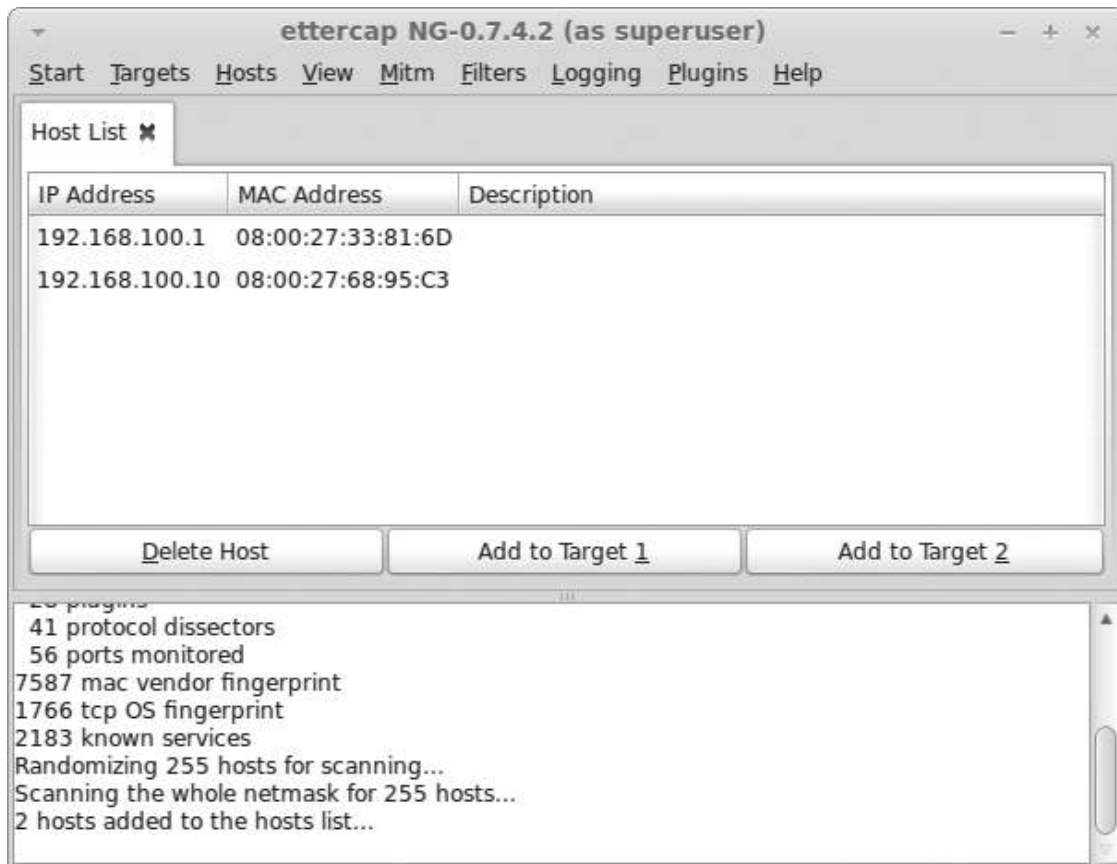 ettercap NG-0.7.4.2 (as superuser)
Start Targets Hosts View Mitm Filters Logging Plugins Help
Host List
IP Address MAC Address Description
192.168.100.1 08:00:27:33:81:6D
192.168.100.10 08:00:27:68:95:C3
Delete Host Add to Target 1 Add to Target 2
plugins
41 protocol dissectors
56 ports monitored
7587 mac vendor fingerprint
1766 tcp OS fingerprint
2183 known services
Randomizing 255 hosts for scanning...
Scanning the whole netmask for 255 hosts...
2 hosts added to the hosts list...